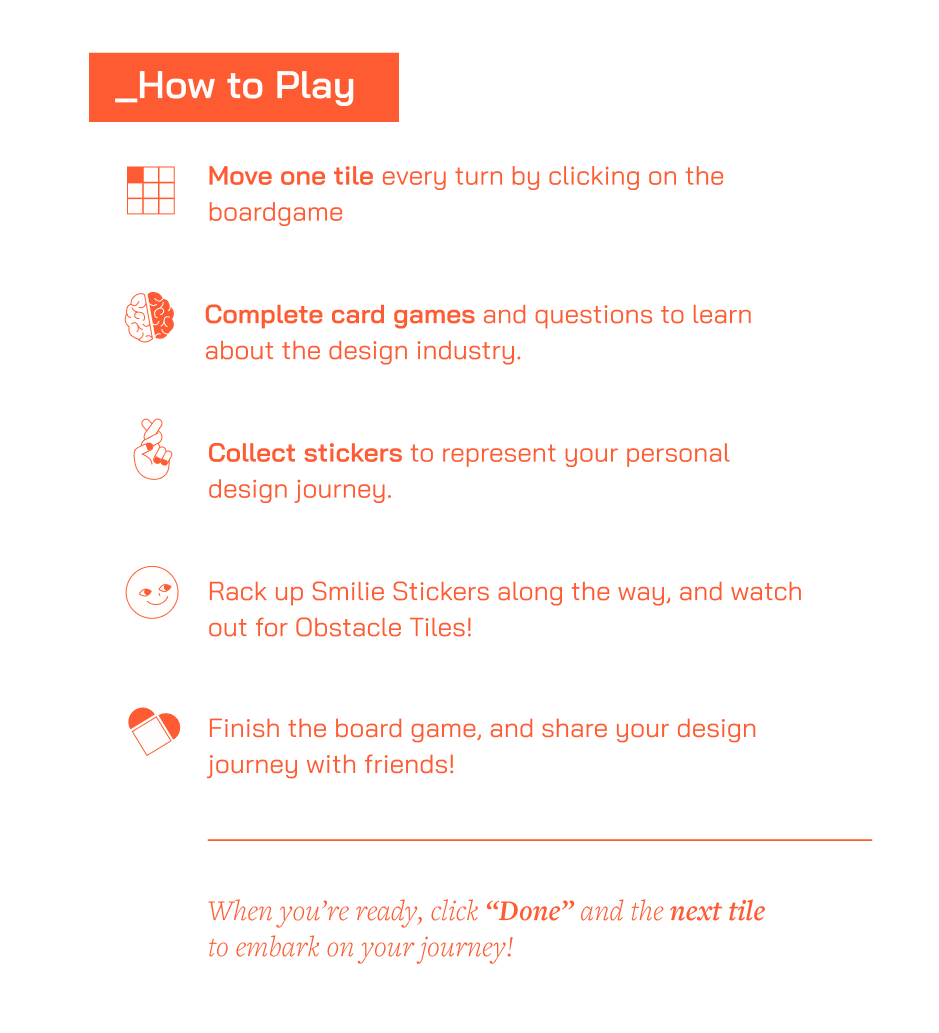 _How to Play
Move one tile every turn by clicking on the
boardgame
Complete card games and questions to learn
about the design industry.
Collect stickers to represent your personal
design journey.
Rack up Smilie Stickers along the way, and watch
out for Obstacle Tiles!
Finish the board game, and share your design
journey with friends!
When you’re ready, click “Done” and the next tile
to embark on your journey!